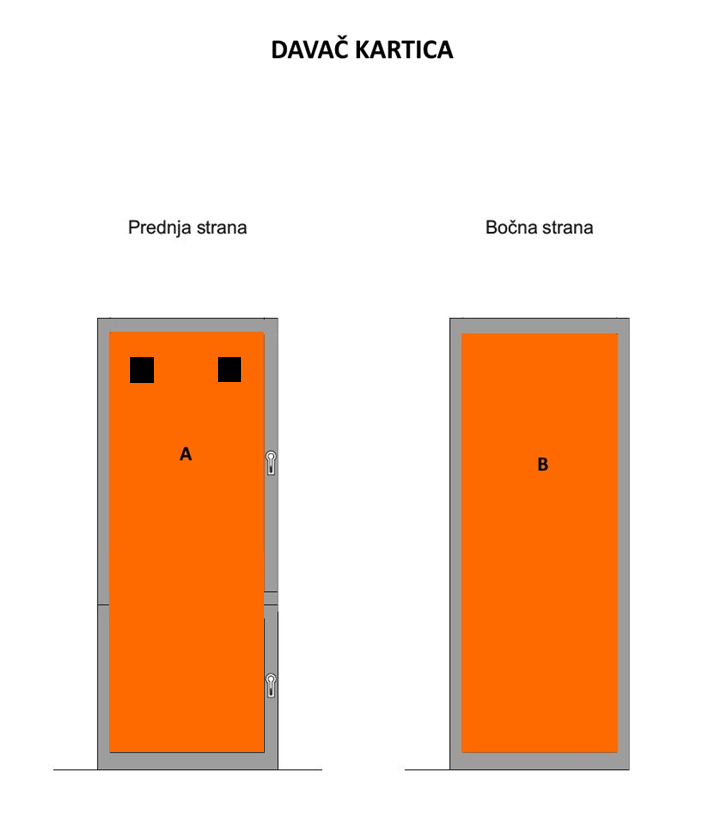 DAVAČ KARTICA
Prednja strana
Bočna strana
A
B